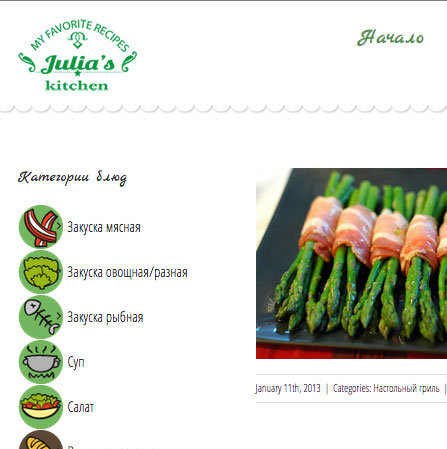 MY FAVORITE RECIPES
Julia's
kitchen
Начало
Категории блюд
Закуска мясная
Закуска овощная/разная
Закуска рыбная
Суп
Салат
January 11th, 2013 | Categories: Настольный гриль |